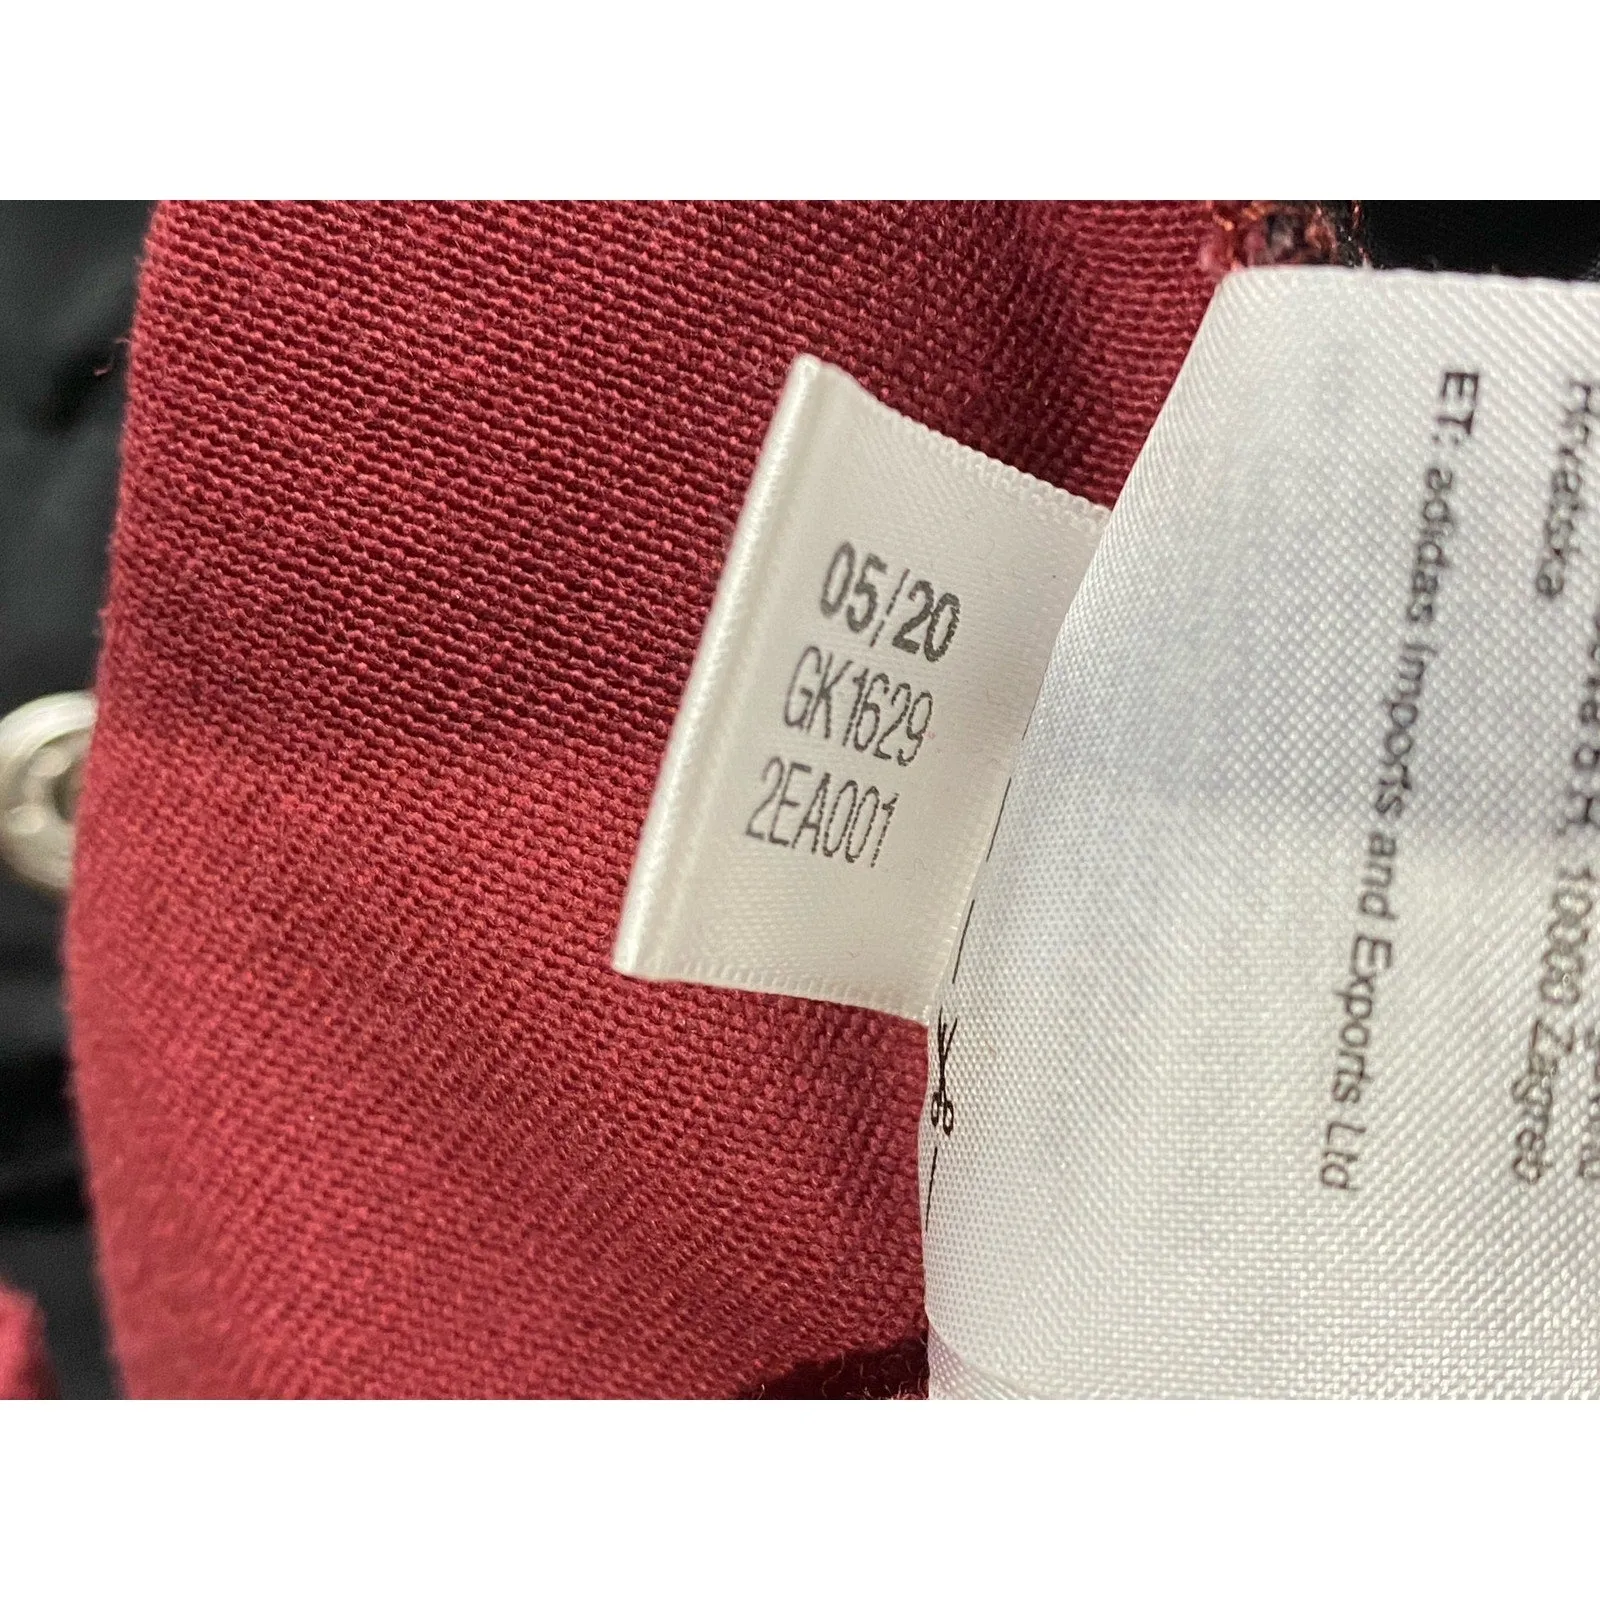 05/20
GK1629
2EA001
ET: adidas Imports and Exports Ltd
Hrvatska
10000 Zagreb